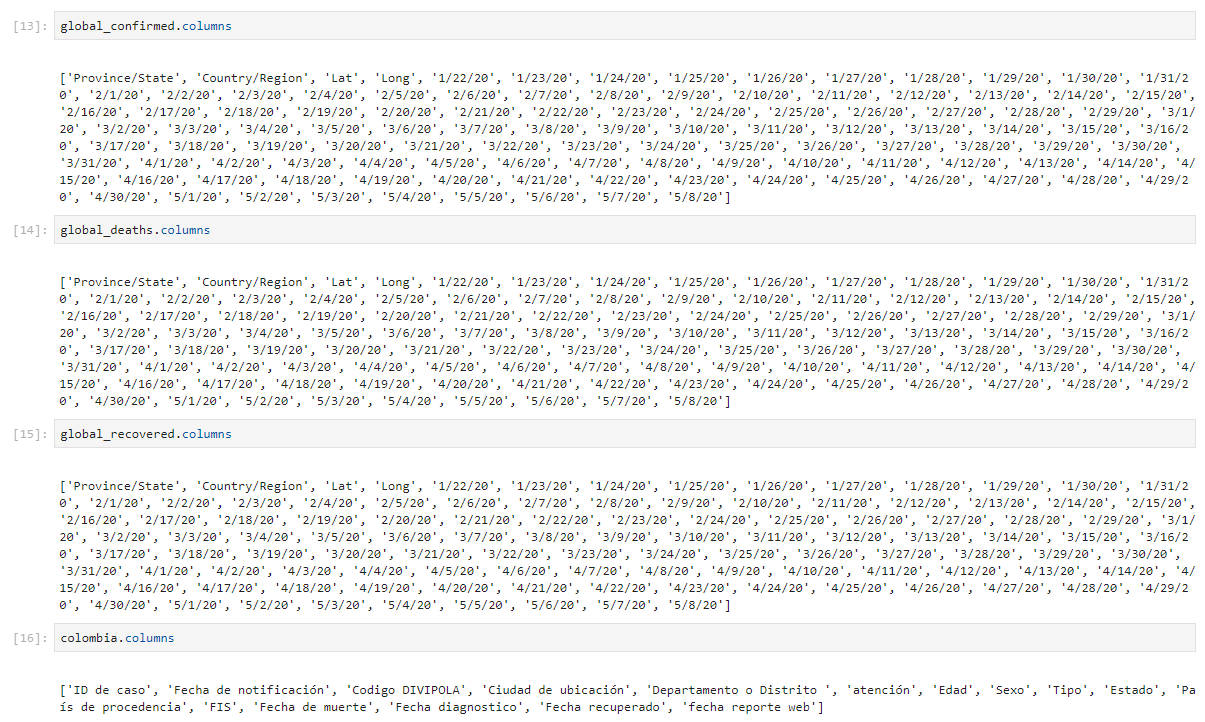 [13]: global_confirmed.columns
['Province/State', 'Country/Region', 'Lat', 'Long', '1/22/20', '1/23/20', '1/24/20', '1/25/20', '1/26/20', '1/27/20', '1/28/20', '1/29/20', '1/30/20', '1/31/2
0', '2/1/20', '2/2/20', '2/3/20', '2/4/20', '2/5/20', '2/6/20', '2/7/20', '2/8/20', '2/9/20', '2/10/20', '2/11/20', '2/12/20', '2/13/20', '2/14/20', '2/15/20',
'2/16/20', '2/17/20', '2/18/20', '2/19/20', '2/20/20', '2/21/20', '2/22/20', '2/23/20', '2/24/20', '2/25/20', '2/26/20', '2/27/20', '2/28/20', '2/29/20', '3/1/
20', '3/2/20', '3/3/20', '3/4/20', '3/5/20', '3/6/20', '3/7/20', '3/8/20', '3/9/20', '3/10/20', '3/11/20', '3/12/20', '3/13/20', '3/14/20', '3/15/20', '3/16/2
0', '3/17/20', '3/18/20', '3/19/20', '3/20/20', '3/21/20', '3/22/20', '3/23/20', '3/24/20', '3/25/20', '3/26/20', '3/27/20', '3/28/20', '3/29/20', '3/30/20',
'3/31/20', '4/1/20', '4/2/20', '4/3/20', '4/4/20', '4/5/20', '4/6/20', '4/7/20', '4/8/20', '4/9/20', '4/10/20', '4/11/20', '4/12/20', '4/13/20', '4/14/20', '4/
15/20', '4/16/20', '4/17/20', '4/18/20', '4/19/20', '4/20/20', '4/21/20', '4/22/20', '4/23/20', '4/24/20', '4/25/20', '4/26/20', '4/27/20', '4/28/20', '4/29/2
0', '4/30/20', '5/1/20', '5/2/20', '5/3/20', '5/4/20', '5/5/20', '5/6/20', '5/7/20', '5/8/20']
[14]: global_deaths.columns
['Province/State', 'Country/Region', 'Lat', 'Long', '1/22/20', '1/23/20', '1/24/20', '1/25/20', '1/26/20', '1/27/20', '1/28/20', '1/29/20', '1/30/20', '1/31/2
0', '2/1/20', '2/2/20', '2/3/20', '2/4/20', '2/5/20', '2/6/20', '2/7/20', '2/8/20', '2/9/20', '2/10/20', '2/11/20', '2/12/20', '2/13/20', '2/14/20', '2/15/20',
'2/16/20', '2/17/20', '2/18/20', '2/19/20', '2/20/20', '2/21/20', '2/22/20', '2/23/20', '2/24/20', '2/25/20', '2/26/20', '2/27/20', '2/28/20', '2/29/20', '3/1/
20', '3/2/20', '3/3/20', '3/4/20', '3/5/20', '3/6/20', '3/7/20', '3/8/20', '3/9/20', '3/10/20', '3/11/20', '3/12/20', '3/13/20', '3/14/20', '3/15/20', '3/16/2
0', '3/17/20', '3/18/20', '3/19/20', '3/20/20', '3/21/20', '3/22/20', '3/23/20', '3/24/20', '3/25/20', '3/26/20', '3/27/20', '3/28/20', '3/29/20', '3/30/20',
'3/31/20', '4/1/20', '4/2/20', '4/3/20', '4/4/20', '4/5/20', '4/6/20', '4/7/20', '4/8/20', '4/9/20', '4/10/20', '4/11/20', '4/12/20', '4/13/20', '4/14/20', '4/
15/20', '4/16/20', '4/17/20', '4/18/20', '4/19/20', '4/20/20', '4/21/20', '4/22/20', '4/23/20', '4/24/20', '4/25/20', '4/26/20', '4/27/20', '4/28/20', '4/29/2
0', '4/30/20', '5/1/20', '5/2/20', '5/3/20', '5/4/20', '5/5/20', '5/6/20', '5/7/20', '5/8/20']
[15]: global_recovered.columns
['Province/State', 'Country/Region', 'Lat', 'Long', '1/22/20', '1/23/20', '1/24/20', '1/25/20', '1/26/20', '1/27/20', '1/28/20', '1/29/20', '1/30/20', '1/31/2
0', '2/1/20', '2/2/20', '2/3/20', '2/4/20', '2/5/20', '2/6/20', '2/7/20', '2/8/20', '2/9/20', '2/10/20', '2/11/20', '2/12/20', '2/13/20', '2/14/20', '2/15/20',
'2/16/20', '2/17/20', '2/18/20', '2/19/20', '2/20/20', '2/21/20', '2/22/20', '2/23/20', '2/24/20', '2/25/20', '2/26/20', '2/27/20', '2/28/20', '2/29/20', '3/1/
20', '3/2/20', '3/3/20', '3/4/20', '3/5/20', '3/6/20', '3/7/20', '3/8/20', '3/9/20', '3/10/20', '3/11/20', '3/12/20', '3/13/20', '3/14/20', '3/15/20', '3/16/2
0', '3/17/20', '3/18/20', '3/19/20', '3/20/20', '3/21/20', '3/22/20', '3/23/20', '3/24/20', '3/25/20', '3/26/20', '3/27/20', '3/28/20', '3/29/20', '3/30/20',
'3/31/20', '4/1/20', '4/2/20', '4/3/20', '4/4/20', '4/5/20', '4/6/20', '4/7/20', '4/8/20', '4/9/20', '4/10/20', '4/11/20', '4/12/20', '4/13/20', '4/14/20', '4/
15/20', '4/16/20', '4/17/20', '4/18/20', '4/19/20', '4/20/20', '4/21/20', '4/22/20', '4/23/20', '4/24/20', '4/25/20', '4/26/20', '4/27/20', '4/28/20', '4/29/2
0', '4/30/20', '5/1/20', '5/2/20', '5/3/20', '5/4/20', '5/5/20', '5/6/20', '5/7/20', '5/8/20']
[16]: colombia.columns
['ID de caso', 'Fecha de notificación', 'Codigo DIVIPOLA', 'Ciudad de ubicación', 'Departamento o Distrito ', 'atención', 'Edad', 'Sexo', 'Tipo', 'Estado', 'Pa
ís de procedencia', 'FIS', 'Fecha de muerte', 'Fecha diagnostico', 'Fecha recuperado', 'fecha reporte web']